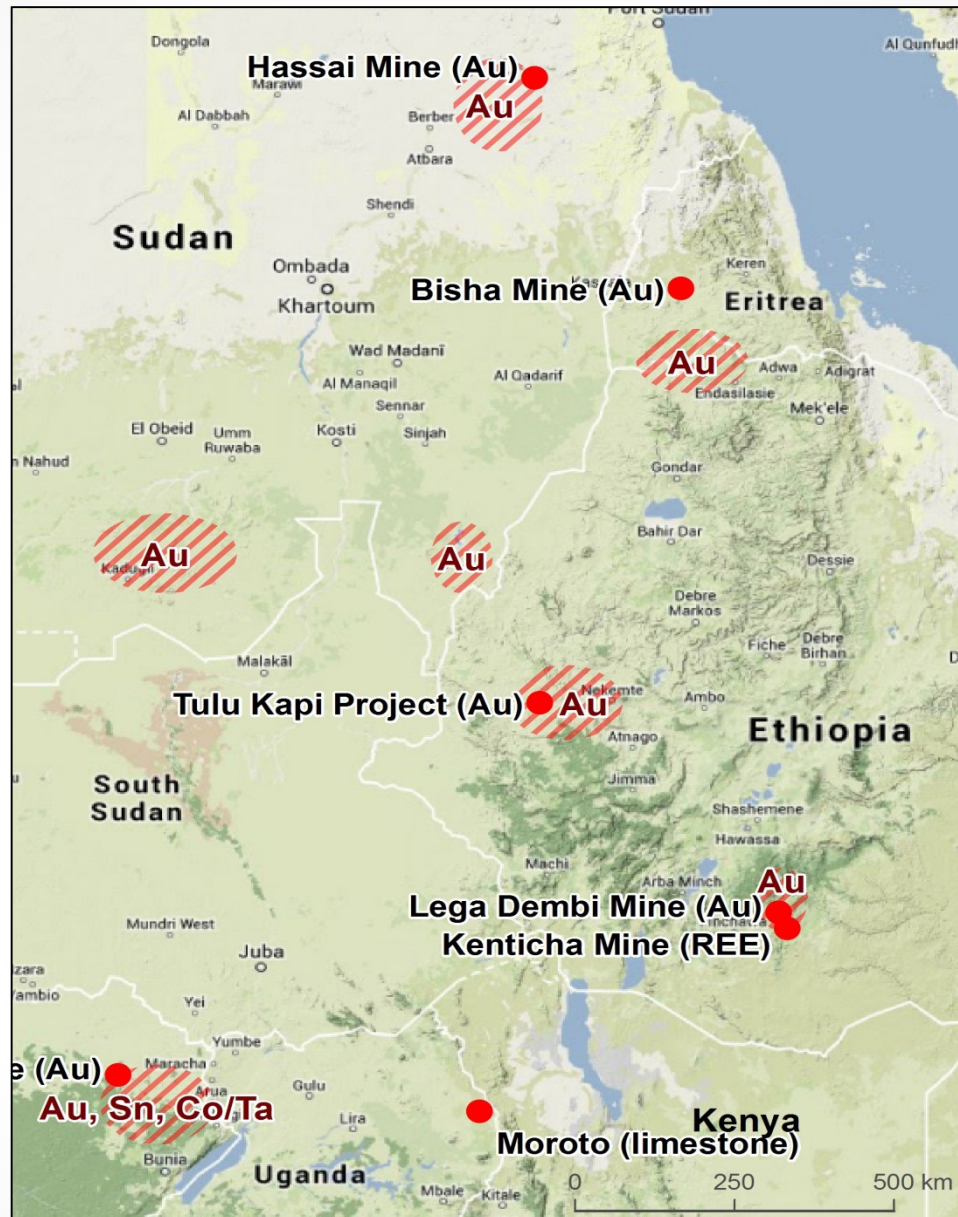 Port Sudan
Dongola
Al Qunfudh
Hassai Mine (Au)
Marawi
Au
Al Dabbah
Berber
Atbara
Shendi
Sudan
Keren
Ombada
Khartoum
Bisha Mine (Au)
Eritrea
Wad Madanī
Au
Adwa
Adigrat
Al Manaqil
Al Qadarif
Endasilasie
Sennar
Mek'ele
El Obeid
Umm
Ruwaba
Kosti
Sinjah
n Nahud
Gondar
Bahir Dar
Au
Au
Dessie
Debre
Markos
Debre
Birhan
Fiche
Malakāl
Tulu Kapi Project (Au)
Au
Nekemte
Ambo
Atnago
Ethiopia
South
Sudan
Jimma
Shashemene
Hawassa
Machi
Arba Minch
Au
Lega Dembi Mine (Au)
Kenticha Mine (REE)
Mundri West
Juba
Yambio
Yei
Yumbe
Maracha
e (Au)
Arua
Gulu
Au, Sn, Co/Ta
Lira
Kenya
Moroto (limestone)
Bunia
Uganda
Mbale
Kitale
0 250 500 km